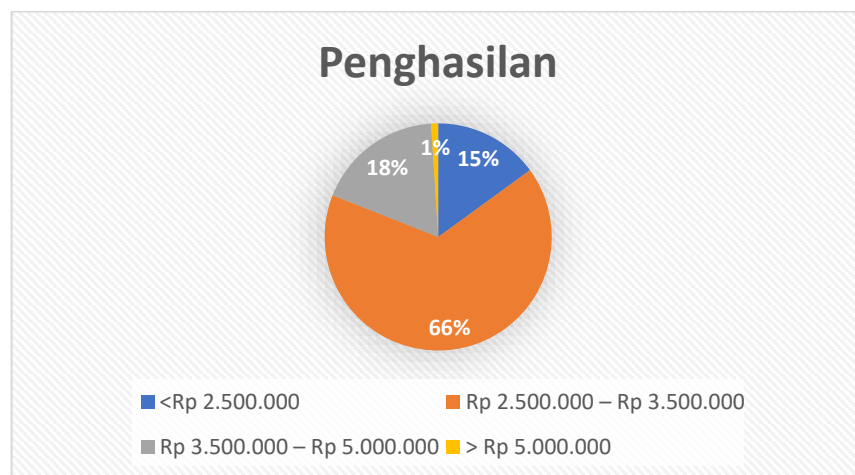 Penghasilan
1%
15%
18%
66%
<Rp 2.500.000
Rp 2.500.000 – Rp 3.500.000
Rp 3.500.000 – Rp 5.000.000
> Rp 5.000.000